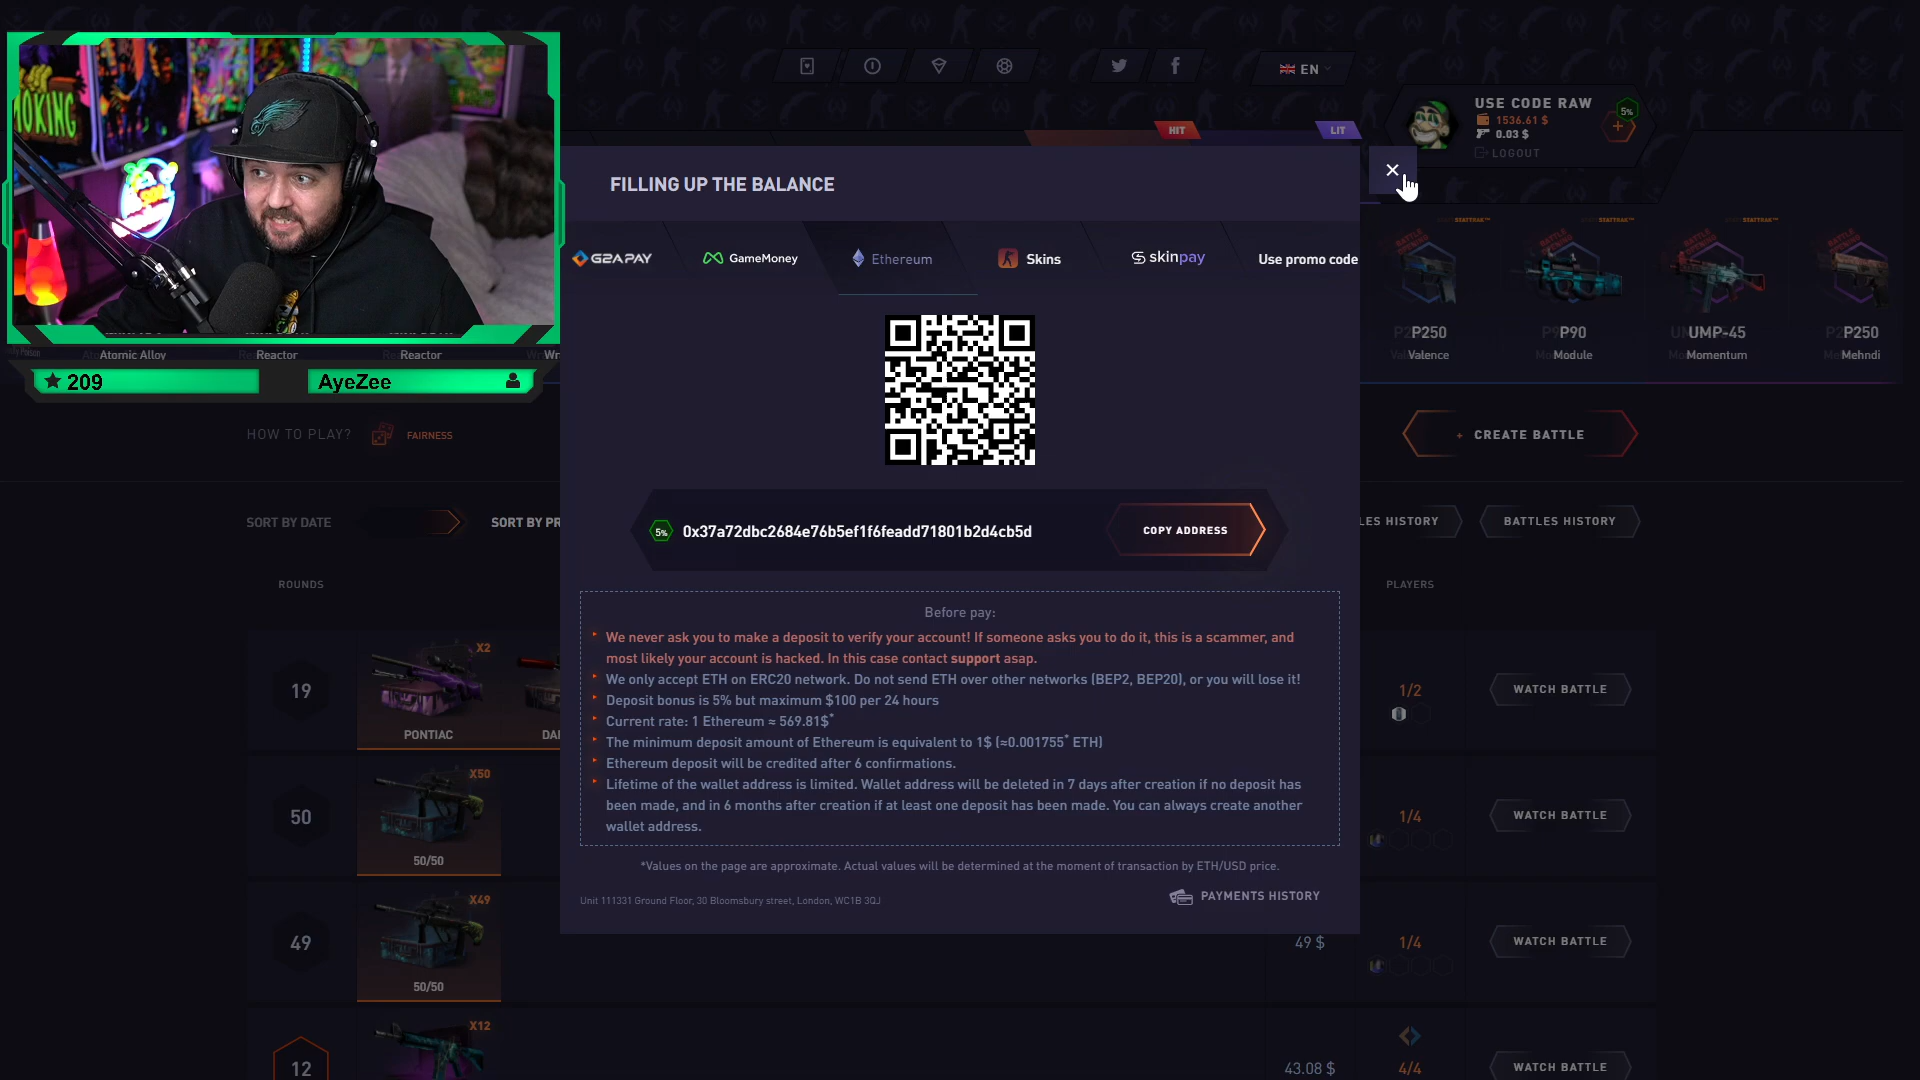 MOKING
EN
USE CODE RAW
5%
1536.61 $
0.03 $
LOGOUT
HIT
LIT
FILLING UP THE BALANCE
G2A PAY
GameMoney
Ethereum
Skins
skinpay
Use promo code
P250
Valence
P90
Module
UMP-45
Momentum
P250
Mehndi
Atomic Alloy
Reactor
Reactor
209
AyeZee
HOW TO PLAY?
FAIRNESS
+ CREATE BATTLE
SORT BY DATE
SORT BY PR
LES HISTORY
BATTLES HISTORY
5%
0x37a72dbc2684e76b5ef1f6feadd71801b2d4cb5d
COPY ADDRESS
ROUNDS
PLAYERS
Before pay:
We never ask you to make a deposit to verify your account! If someone asks you to do it, this is a scammer, and
most likely your account is hacked. In this case contact support asap.
We only accept ETH on ERC20 network. Do not send ETH over other networks (BEP2, BEP20), or you will lose it!
Deposit bonus is 5% but maximum $100 per 24 hours
Current rate: 1 Ethereum ≈ 569.81$*
The minimum deposit amount of Ethereum is equivalent to 1$ (≈0.001755* ETH)
Ethereum deposit will be credited after 6 confirmations.
Lifetime of the wallet address is limited. Wallet address will be deleted in 7 days after creation if no deposit has
been made, and in 6 months after creation if at least one deposit has been made. You can always create another
wallet address.
*Values on the page are approximate. Actual values will be determined at the moment of transaction by ETH/USD price.
Unit 111331 Ground Floor, 30 Bloomsbury street, London, WC1B 3QJ
PAYMENTS HISTORY
19
X2
PONTIAC
DA
1/2
WATCH BATTLE
50
X50
50/50
1/4
WATCH BATTLE
49
X49
50/50
49 $
1/4
WATCH BATTLE
12
X12
43.08 $
4/4
WATCH BATTLE